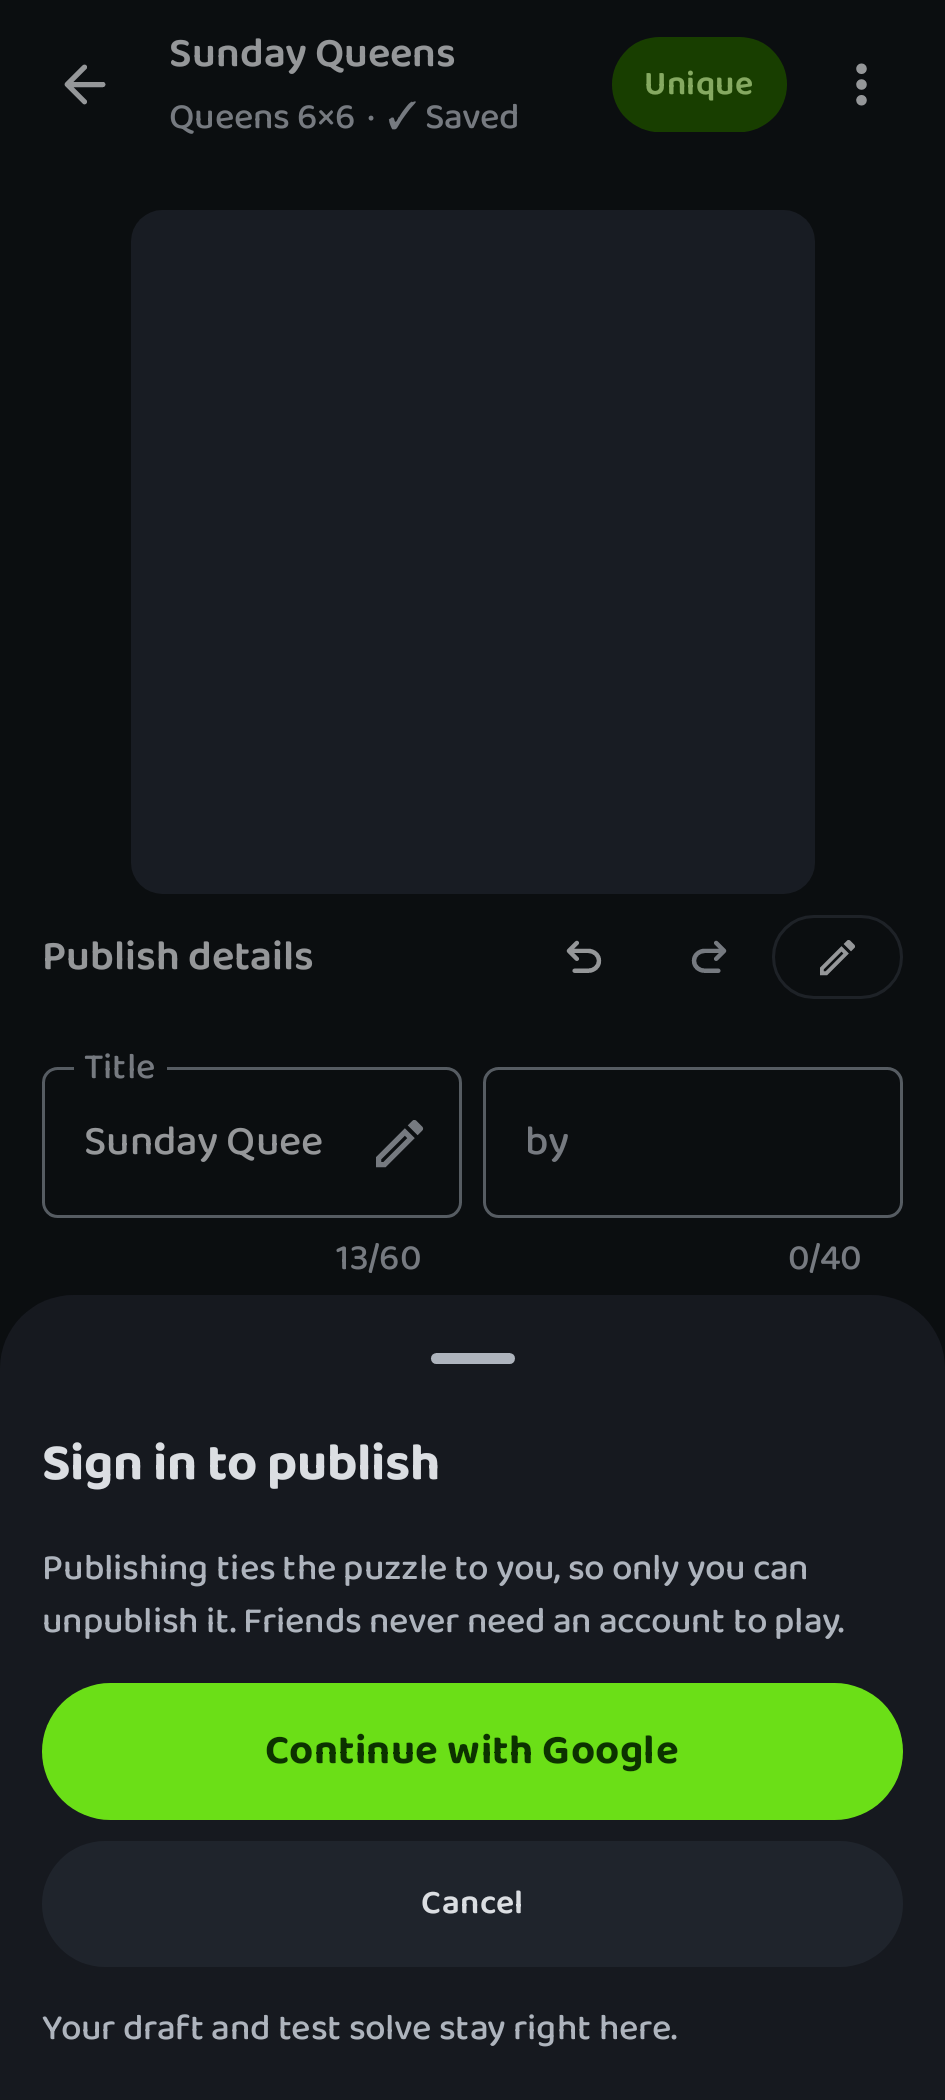 Sunday Queens
Queens 6×6 · ✓ Saved
Unique
Publish details
Title
Sunday Quee
by
13/60
0/40
Sign in to publish
Publishing ties the puzzle to you, so only you can
unpublish it. Friends never need an account to play.
Continue with Google
Cancel
Your draft and test solve stay right here.